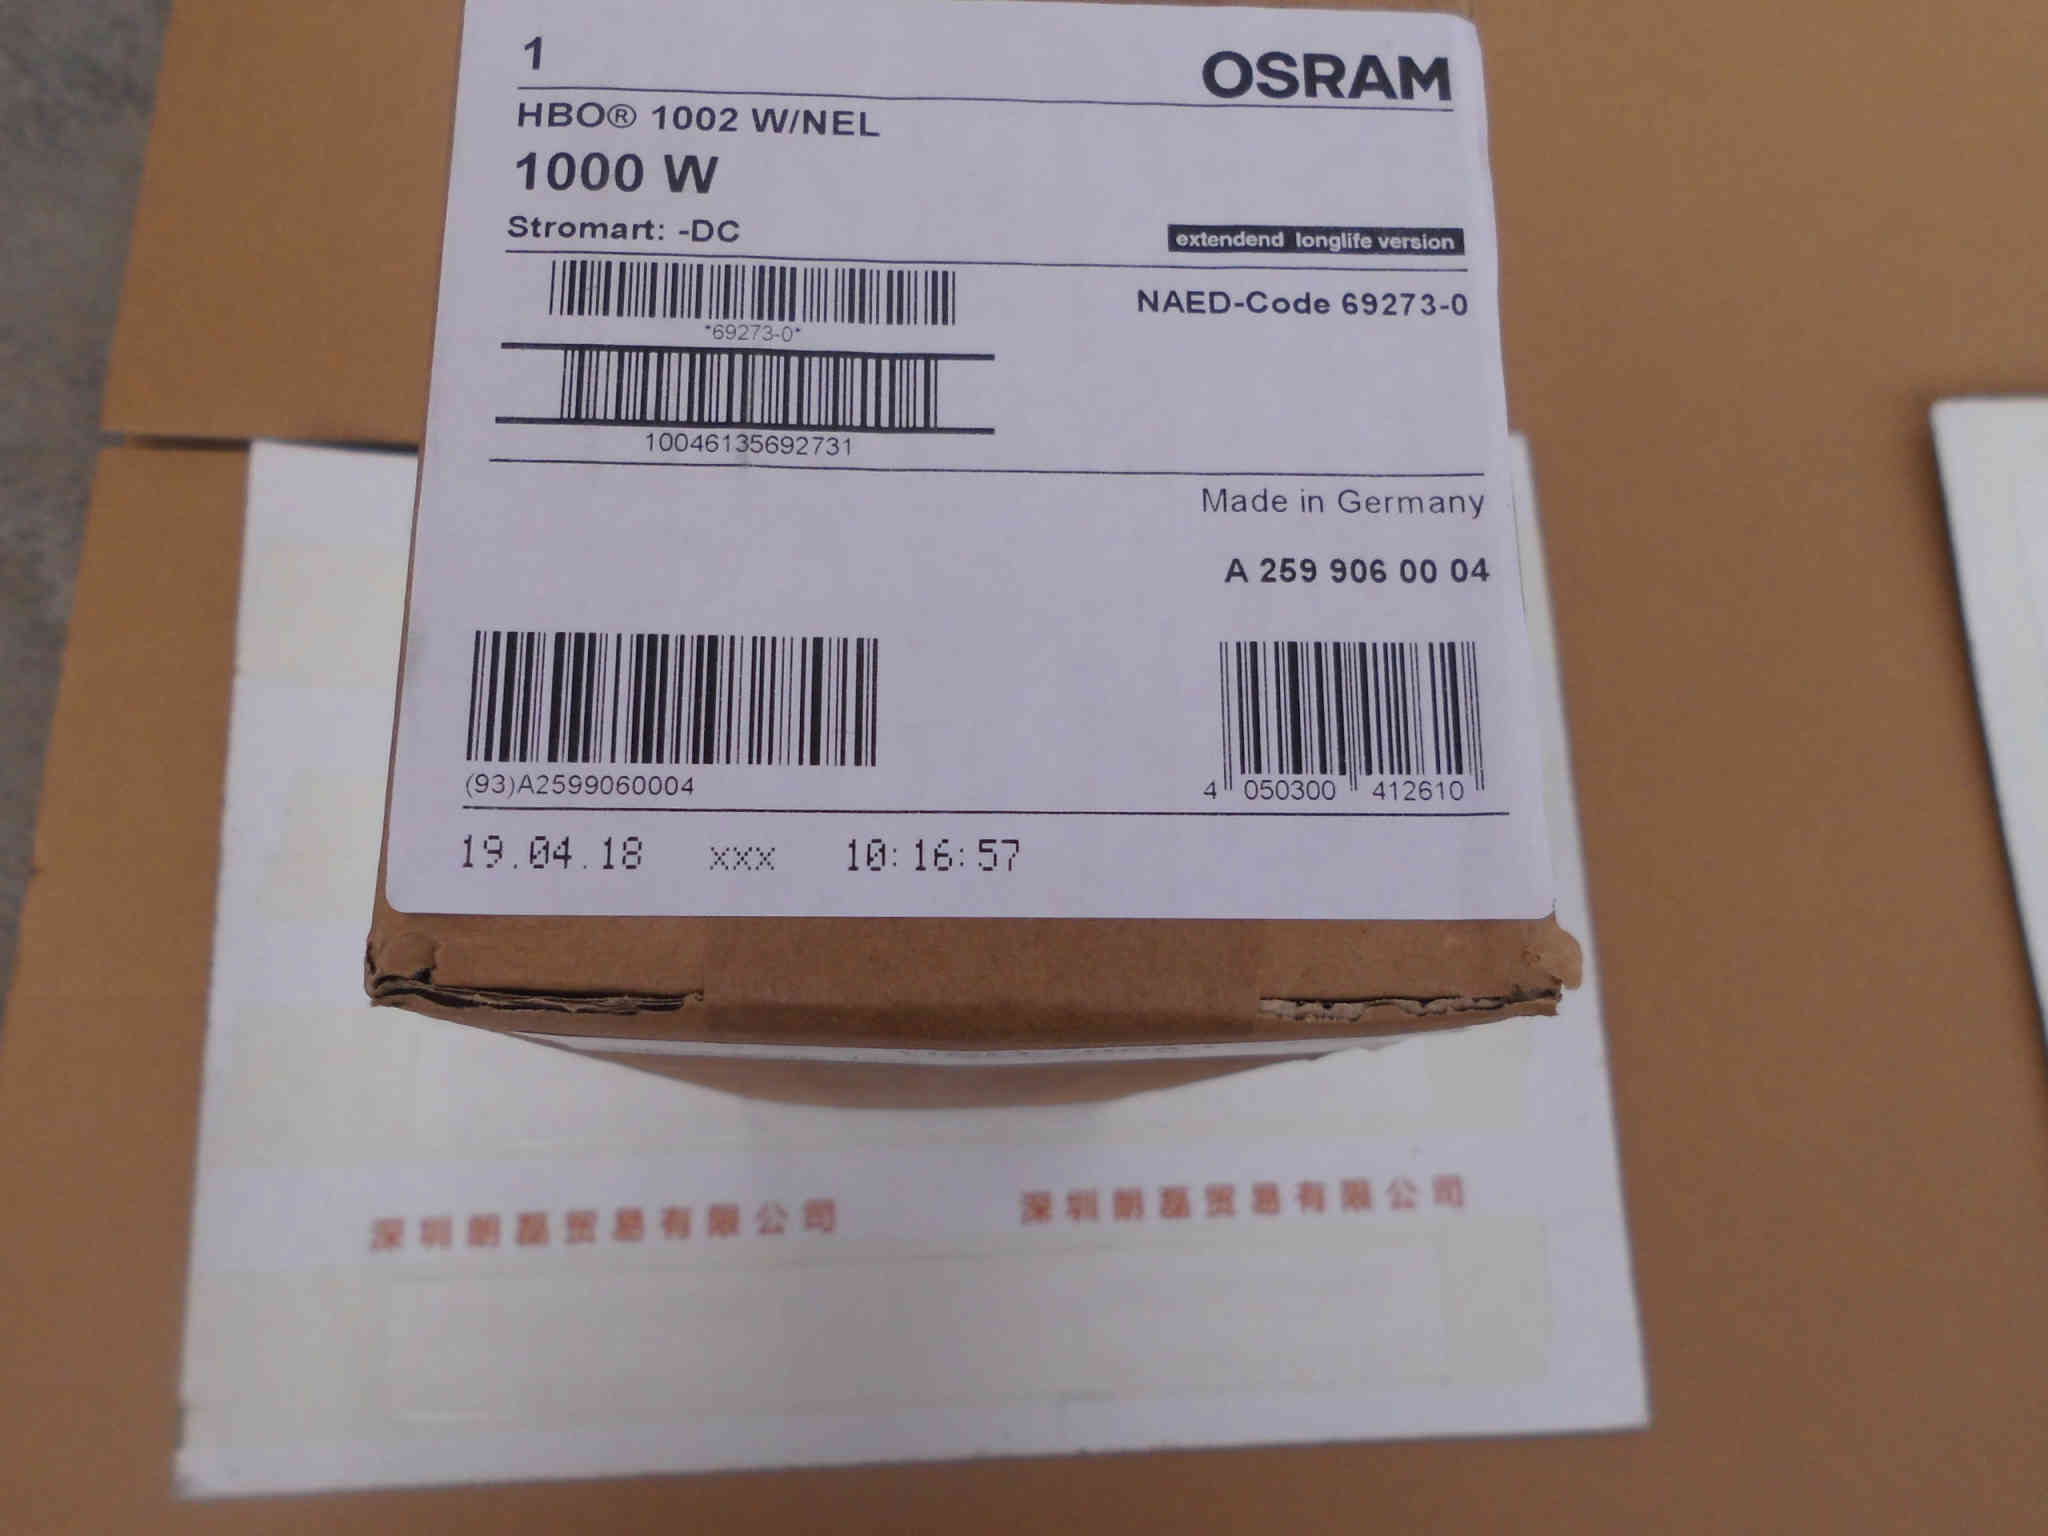 1
OSRAM
HBO® 1002 W/NEL
1000 W
Stromart: -DC
extendend longlife version
NAED-Code 69273-0
*69273-0*
10046135692731
Made in Germany
A 259 906 00 04
(93)A2599060004
4 050300 412610
19.04.18 xxx 10:16:57
深圳朗磊贸易有限公司 深圳朗磊贸易有限公司